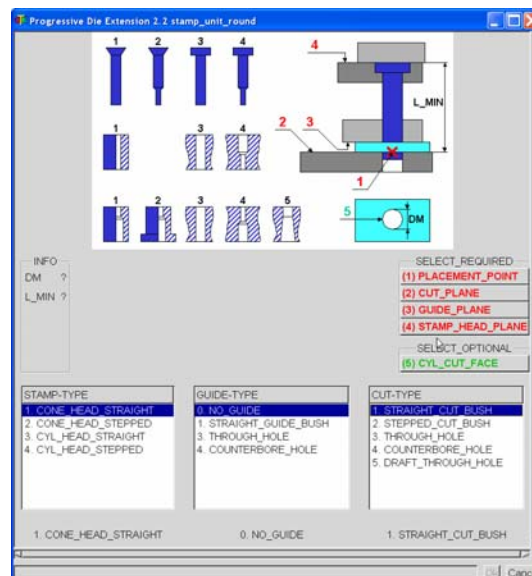 Progressive Die Extension 2.2 stamp_unit_round
1 2 3 4
4
L_MIN
1 3 4
2 3
1
1 2 3 4 5
5 DM
INFO
DM ?
L_MIN ?
SELECT_REQUIRED
(1) PLACEMENT_POINT
(2) CUT_PLANE
(3) GUIDE_PLANE
(4) STAMP_HEAD_PLANE
SELECT_OPTIONAL
(5) CYL_CUT_FACE
STAMP-TYPE
1. CONE_HEAD_STRAIGHT
2. CONE_HEAD_STEPPED
3. CYL_HEAD_STRAIGHT
4. CYL_HEAD_STEPPED
GUIDE-TYPE
0. NO_GUIDE
1. STRAIGHT_GUIDE_BUSH
3. THROUGH_HOLE
4. COUNTERBORE_HOLE
CUT-TYPE
1. STRAIGHT_CUT_BUSH
2. STEPPED_CUT_BUSH
3. THROUGH_HOLE
4. COUNTERBORE_HOLE
5. DRAFT_THROUGH_HOLE
1. CONE_HEAD_STRAIGHT
0. NO_GUIDE
1. STRAIGHT_CUT_BUSH